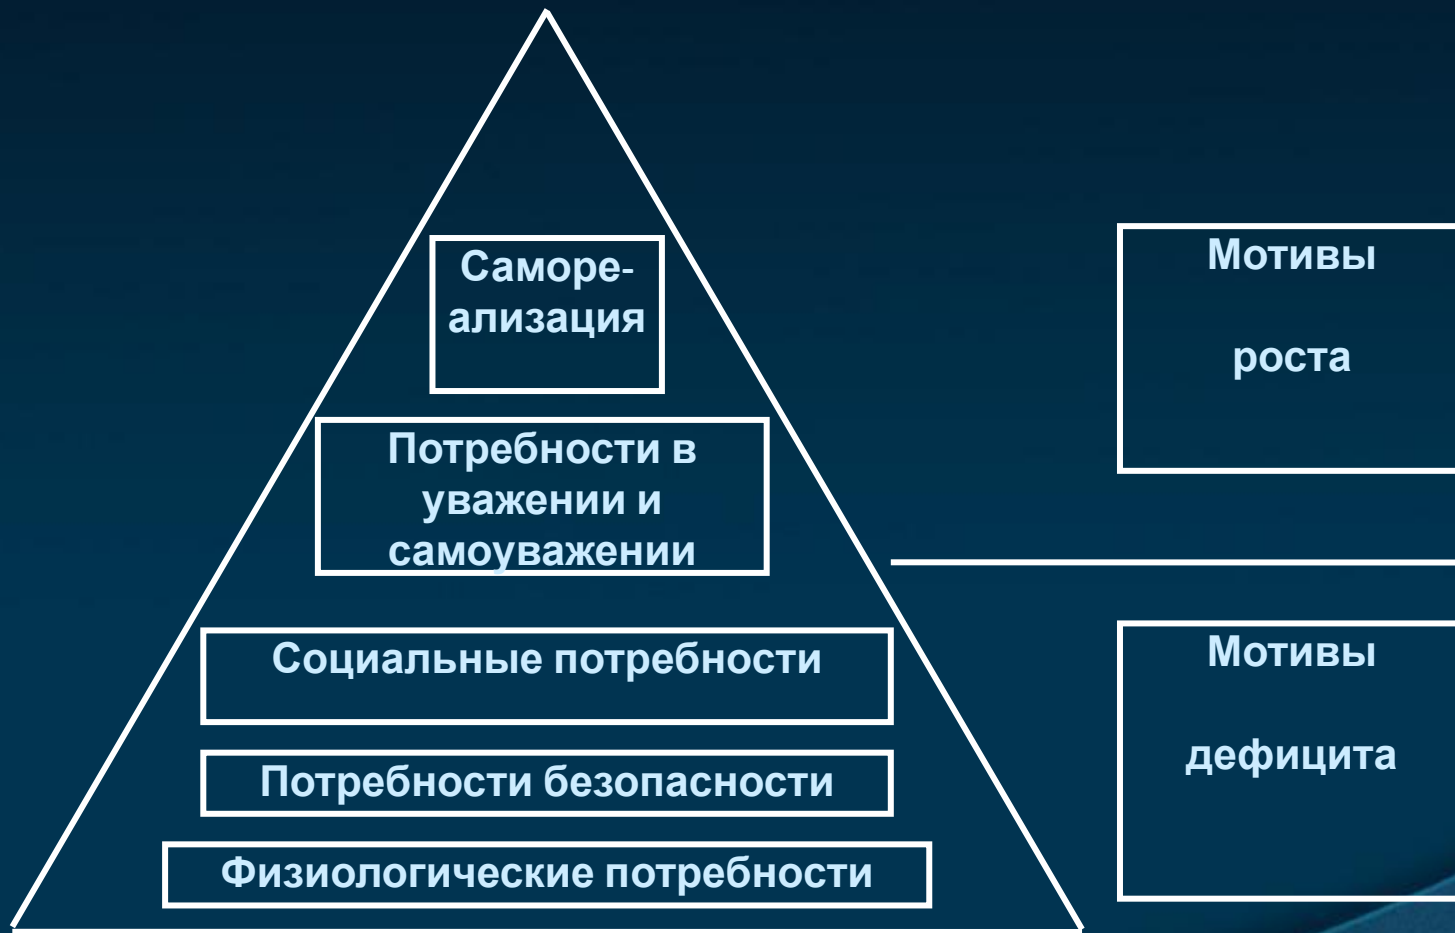 Саморе-
ализация
Потребности в
уважении и
самоуважении
Социальные потребности
Потребности безопасности
Физиологические потребности
Мотивы
роста
Мотивы
дефицита